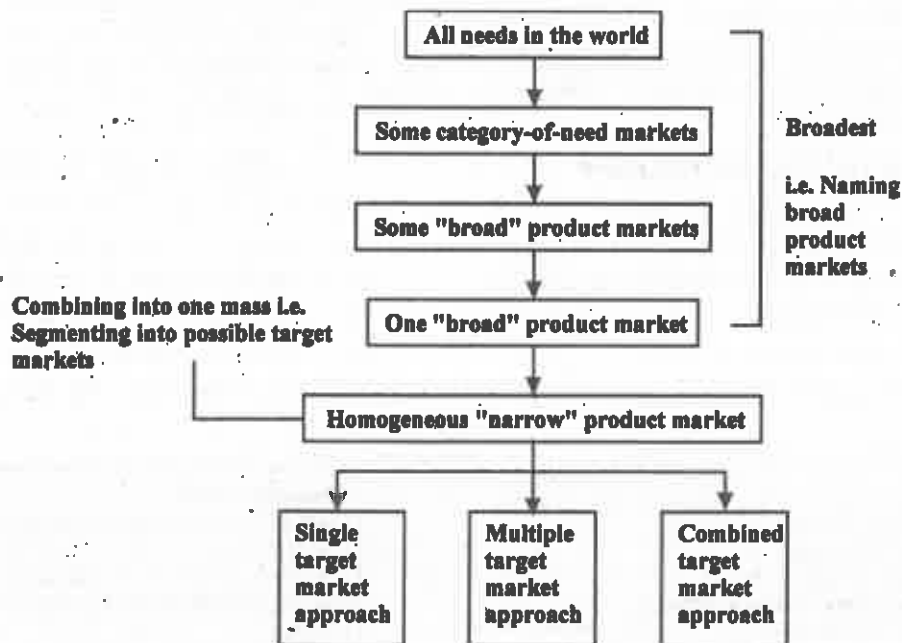 All needs in the world
Some category-of-need markets
Broadest
i.e. Naming
broad
product
markets
Some "broad" product markets
Combining into one mass i.e.
Segmenting into possible target
markets
One "broad" product market
Homogeneous "narrow" product market
Single
target
market
approach
Multiple
target
market
approach
Combined
target
market
approach